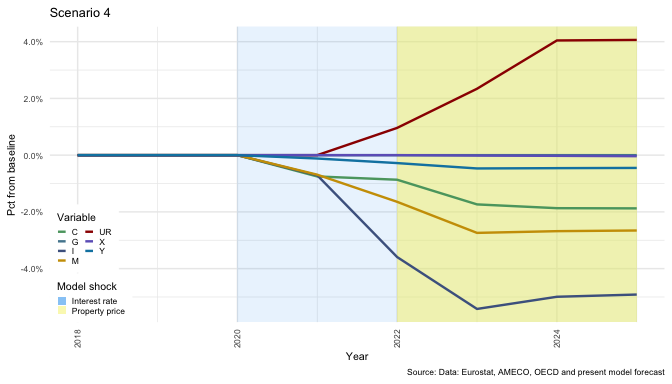 Scenario 4
4.0%
2.0%
0.0%
-2.0%
-4.0%
Pct from baseline
Variable
C UR
G X
I Y
M
Model shock
Interest rate
Property price
2018
2020
2022
2024
Year
Source: Data: Eurostat, AMECO, OECD and present model forecast